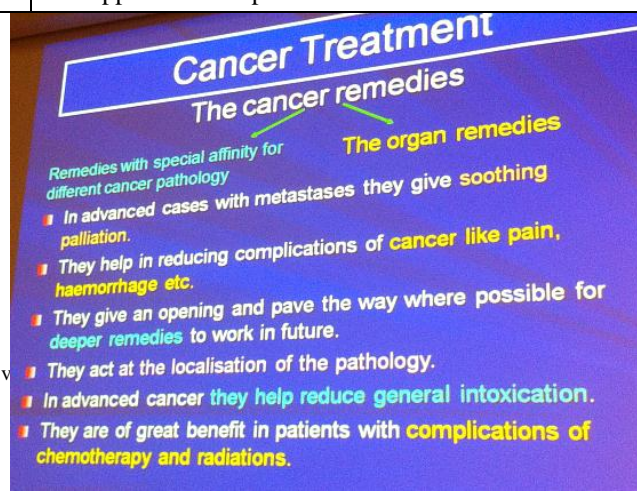 Cancer Treatment
The cancer remedies
Remedies with special affinity for
different cancer pathology
The organ remedies
In advanced cases with metastases they give soothing
palliation.
They help in reducing complications of cancer like pain,
haemorrhage etc.
They give an opening and pave the way where possible for
deeper remedies to work in future.
They act at the localisation of the pathology.
In advanced cancer they help reduce general intoxication.
They are of great benefit in patients with complications of
chemotherapy and radiations.